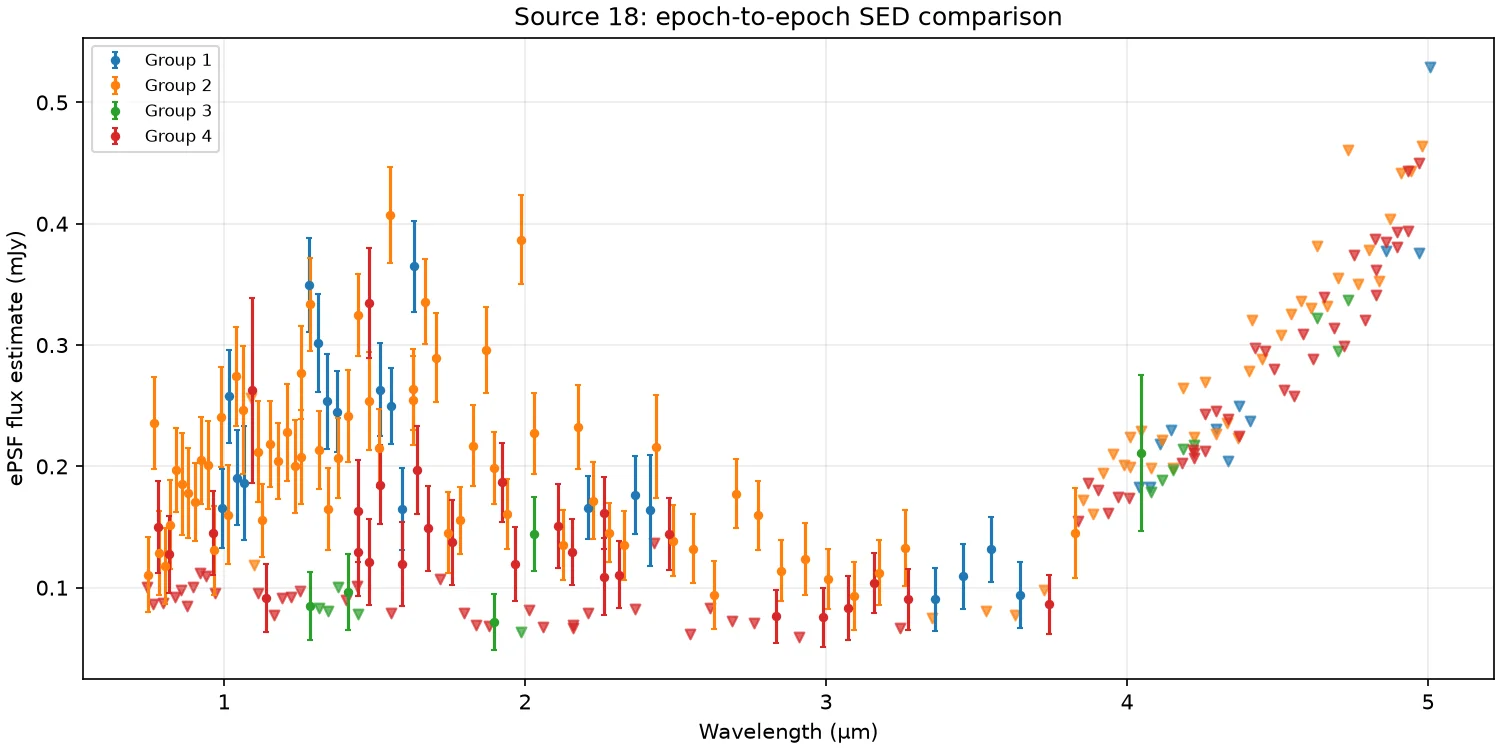 Source 18: epoch-to-epoch SED comparison
Group 1
Group 2
Group 3
Group 4
ePSF flux estimate (mJy)
0.5
0.4
0.3
0.2
0.1
1 2 3 4 5
Wavelength (μm)